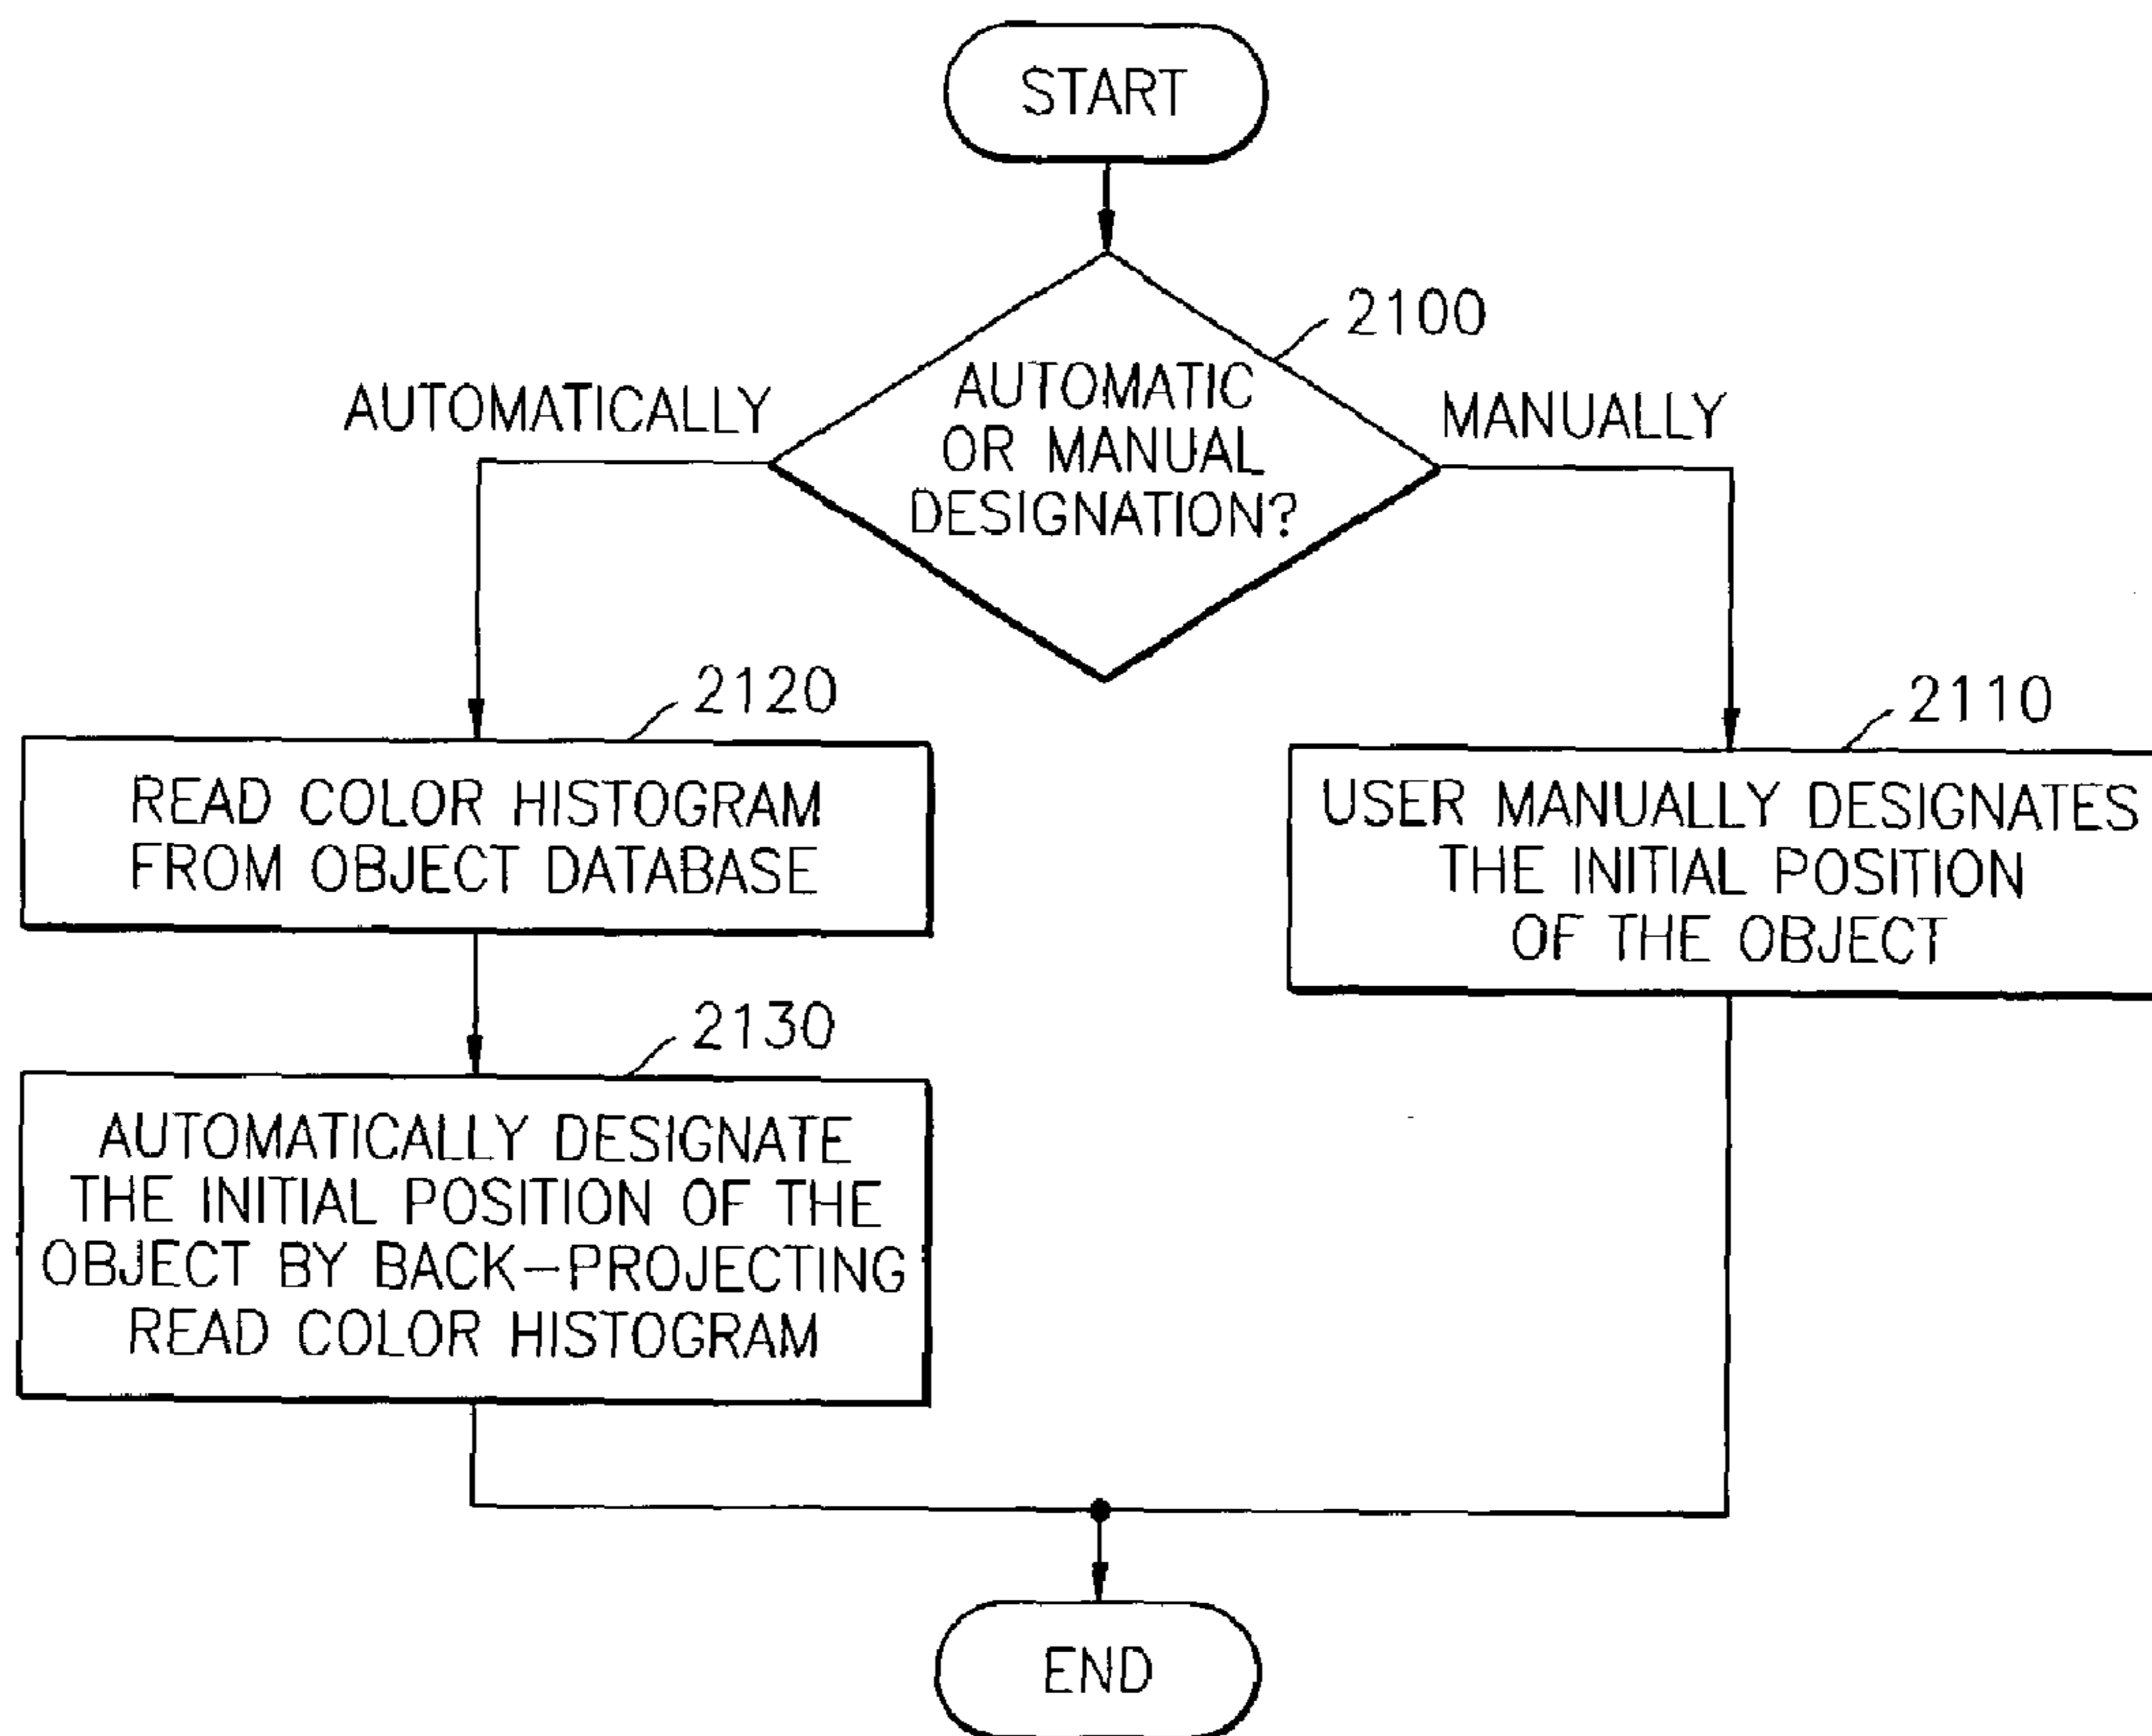 START
2100
AUTOMATIC
OR MANUAL
DESIGNATION?
AUTOMATICALLY
MANUALLY
2120
READ COLOR HISTOGRAM
FROM OBJECT DATABASE
2110
USER MANUALLY DESIGNATES
THE INITIAL POSITION
OF THE OBJECT
2130
AUTOMATICALLY DESIGNATE
THE INITIAL POSITION OF THE
OBJECT BY BACK-PROJECTING
READ COLOR HISTOGRAM
END